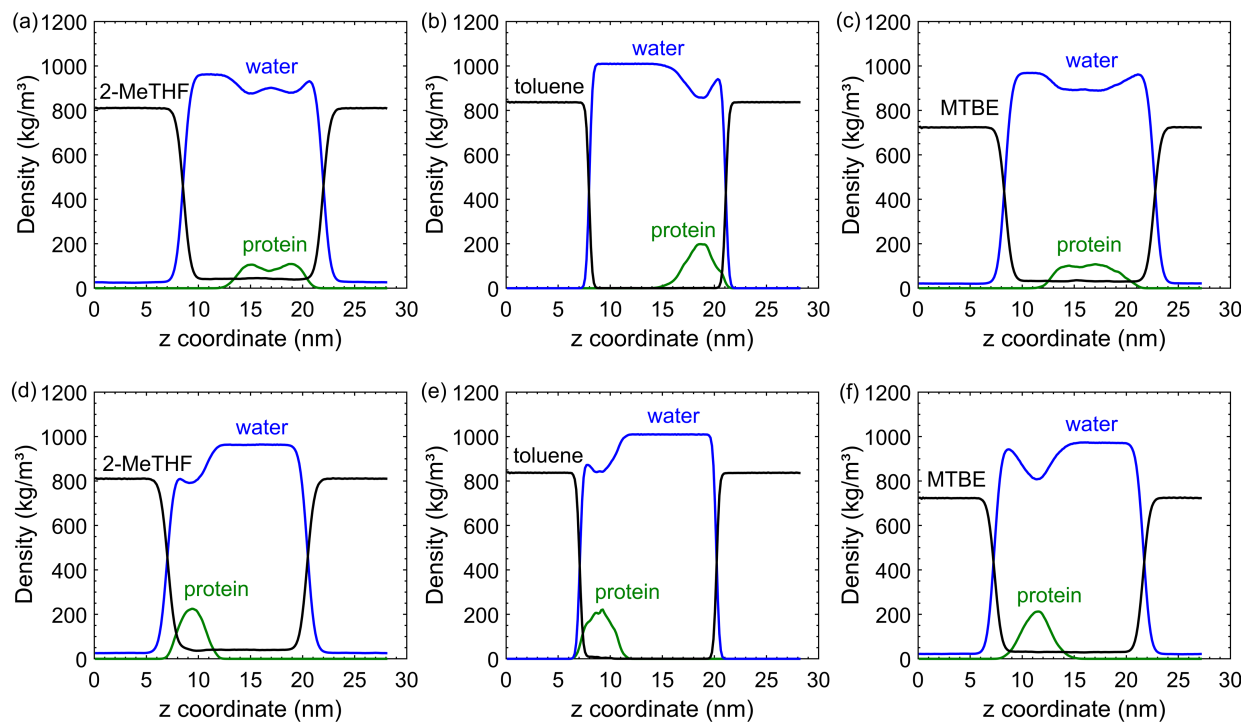 (a)
1200
1000
800
600
400
200
0
Density (kg/m³)
2-MeTHF
water
protein
0 5 10 15 20 25 30
z coordinate (nm)
(b)
1200
1000
800
600
400
200
0
Density (kg/m³)
toluene
water
protein
0 5 10 15 20 25 30
z coordinate (nm)
(c)
1200
1000
800
600
400
200
0
Density (kg/m³)
MTBE
water
protein
0 5 10 15 20 25 30
z coordinate (nm)
(d)
1200
1000
800
600
400
200
0
Density (kg/m³)
2-MeTHF
water
protein
0 5 10 15 20 25 30
z coordinate (nm)
(e)
1200
1000
800
600
400
200
0
Density (kg/m³)
toluene
water
protein
0 5 10 15 20 25 30
z coordinate (nm)
(f)
1200
1000
800
600
400
200
0
Density (kg/m³)
MTBE
water
protein
0 5 10 15 20 25 30
z coordinate (nm)